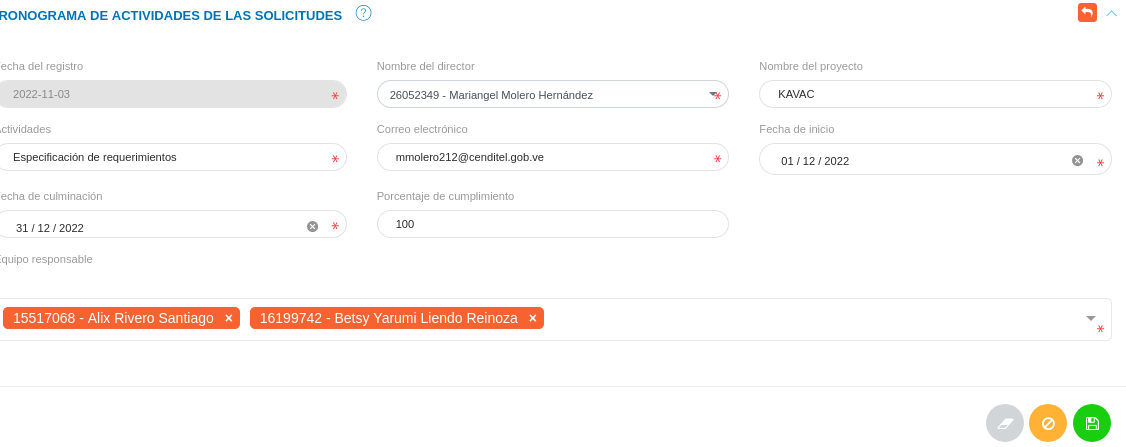 RONOGRAMA DE ACTIVIDADES DE LAS SOLICITUDES ?
echa del registro
Nombre del director
Nombre del proyecto
2022-11-03 *
26052349 - Mariangel Molero Hernández *
KAVAC *
ctividades
Correo electrónico
Fecha de inicio
Especificación de requerimientos *
mmolero212@cenditel.gob.ve *
01 / 12 / 2022 *
echa de culminación
Porcentaje de cumplimiento
31 / 12 / 2022 *
100
quipo responsable
15517068 - Alix Rivero Santiago × 16199742 - Betsy Yarumi Liendo Reinoza ×
*